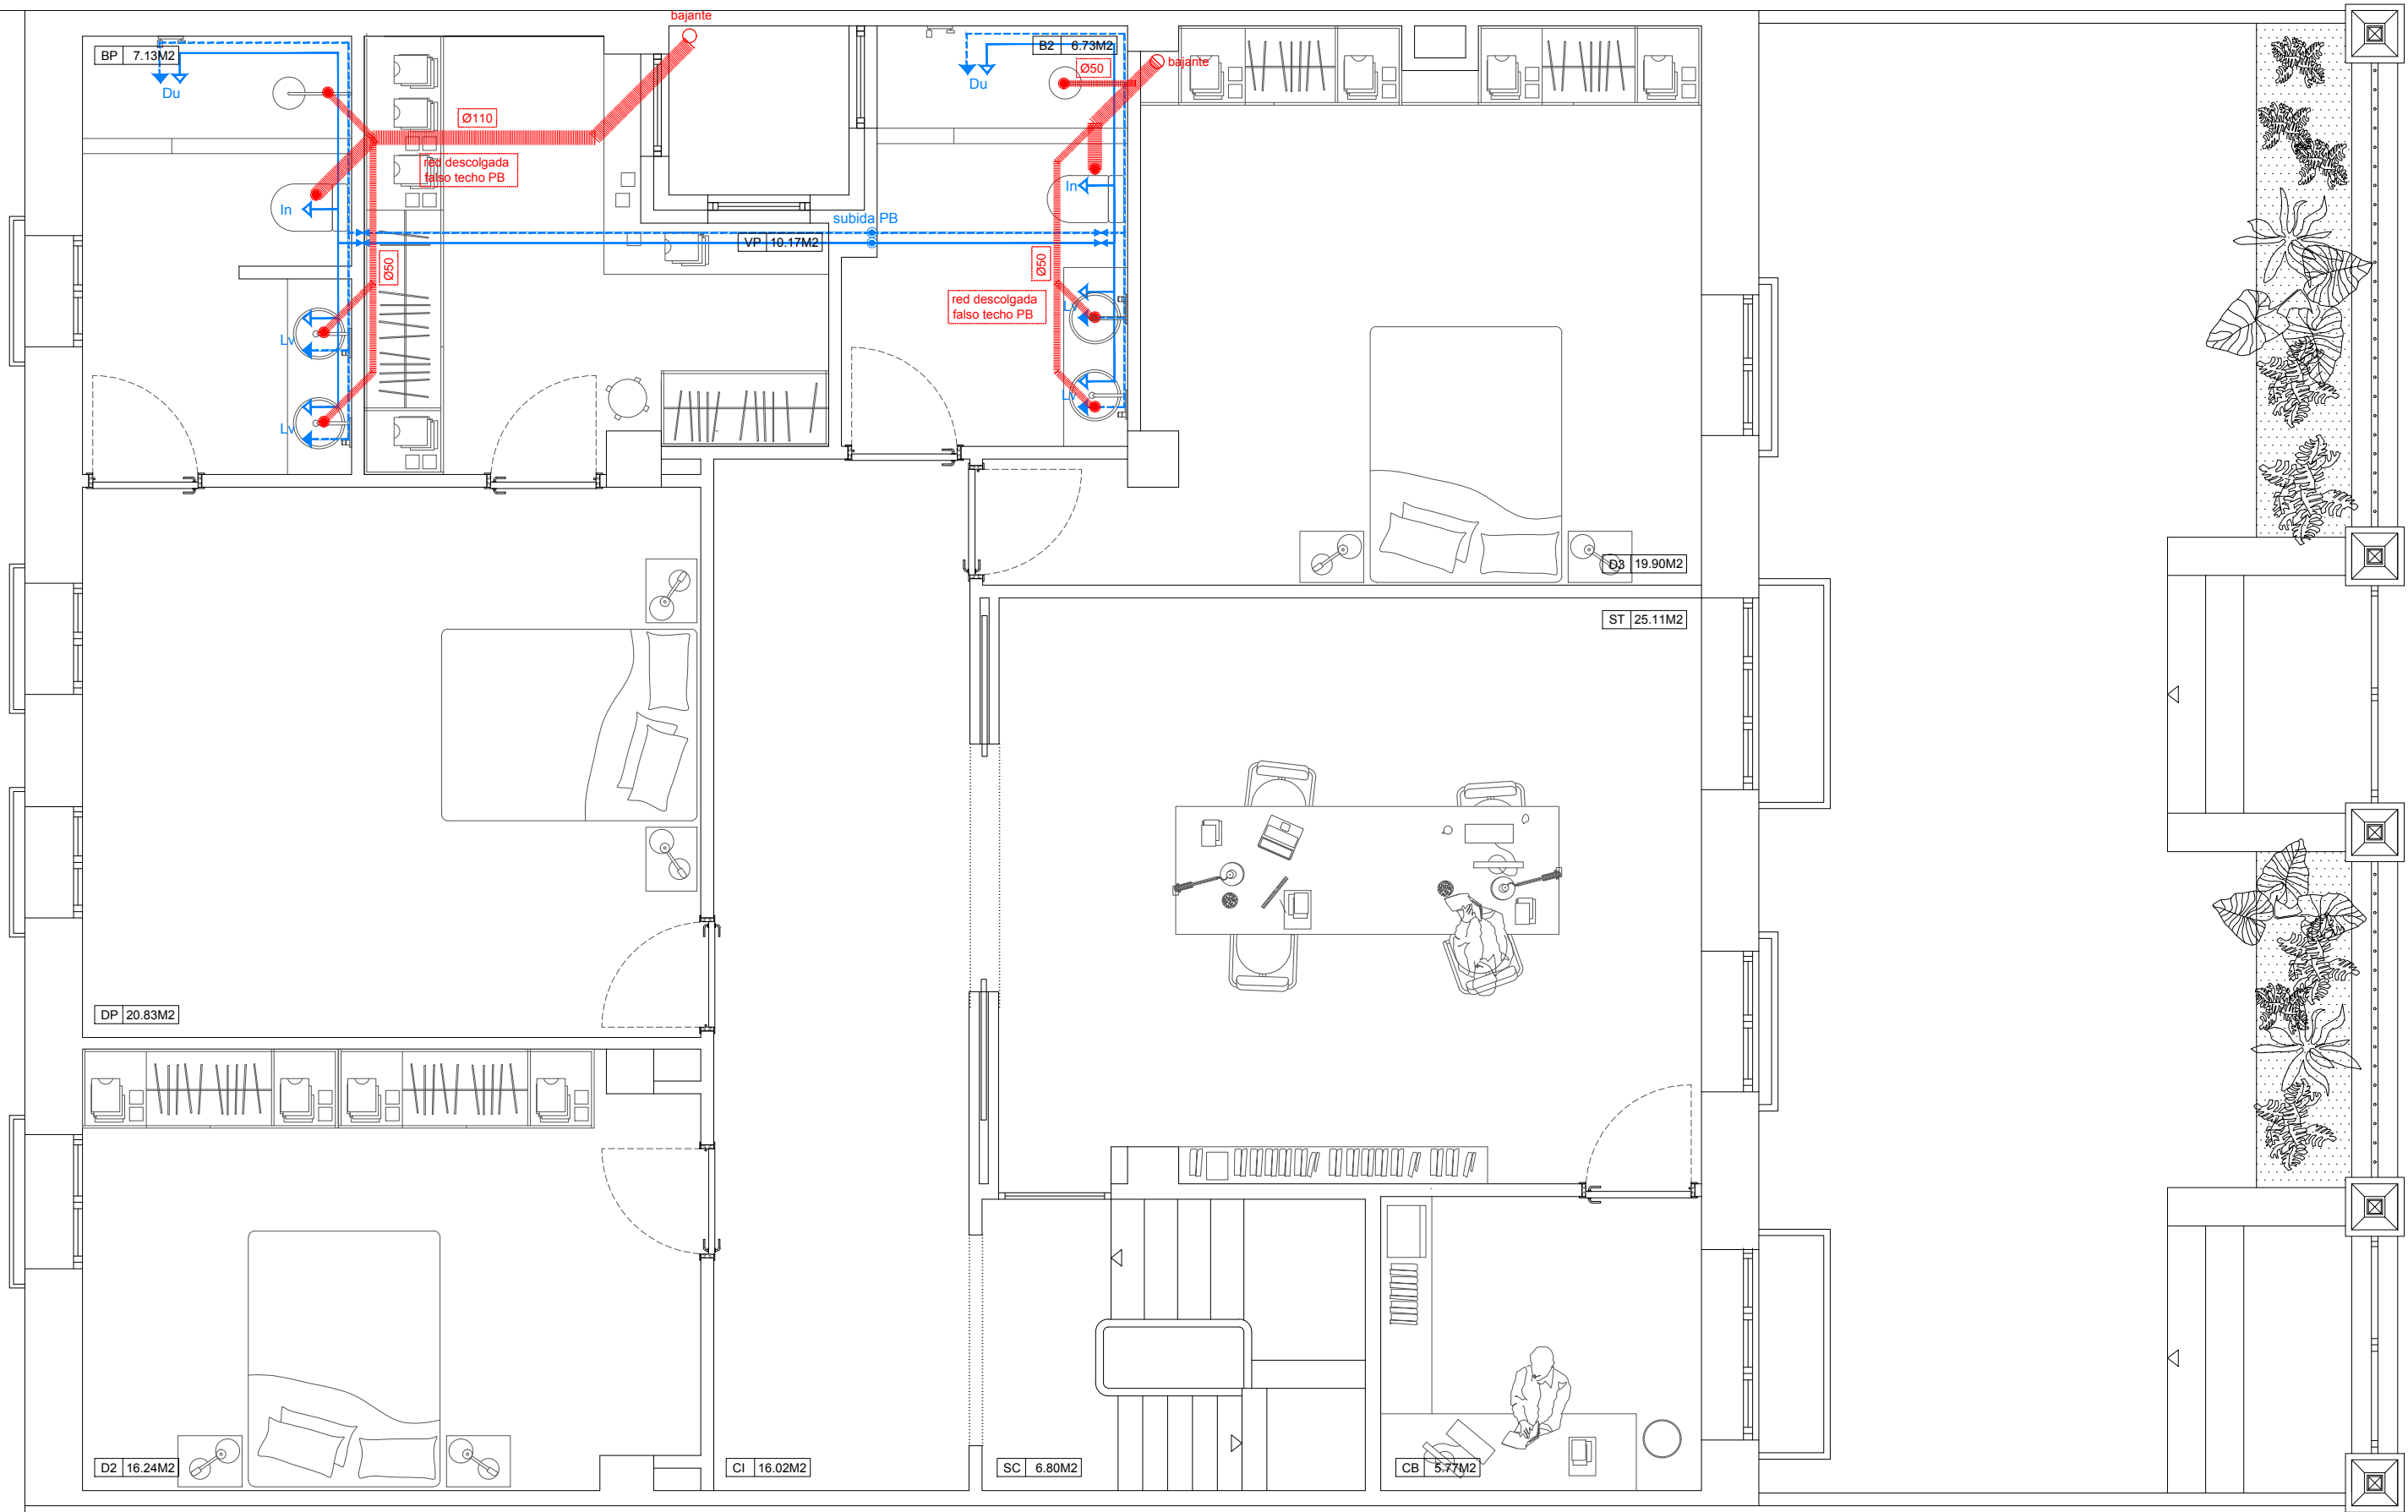 bajante
BP 7.13M2
B2 6.73M2
bajante
Ø50
Du
Du
Ø110
red descolgada
falso techo PB
In
In
subida PB
VP 10.17M2
Ø50
Ø50
red descolgada
falso techo PB
Lv
Lv
Lv
Lv
D3 19.90M2
ST 25.11M2
DP 20.83M2
D2 16.24M2
CI 16.02M2
SC 6.80M2
CB 5.77M2